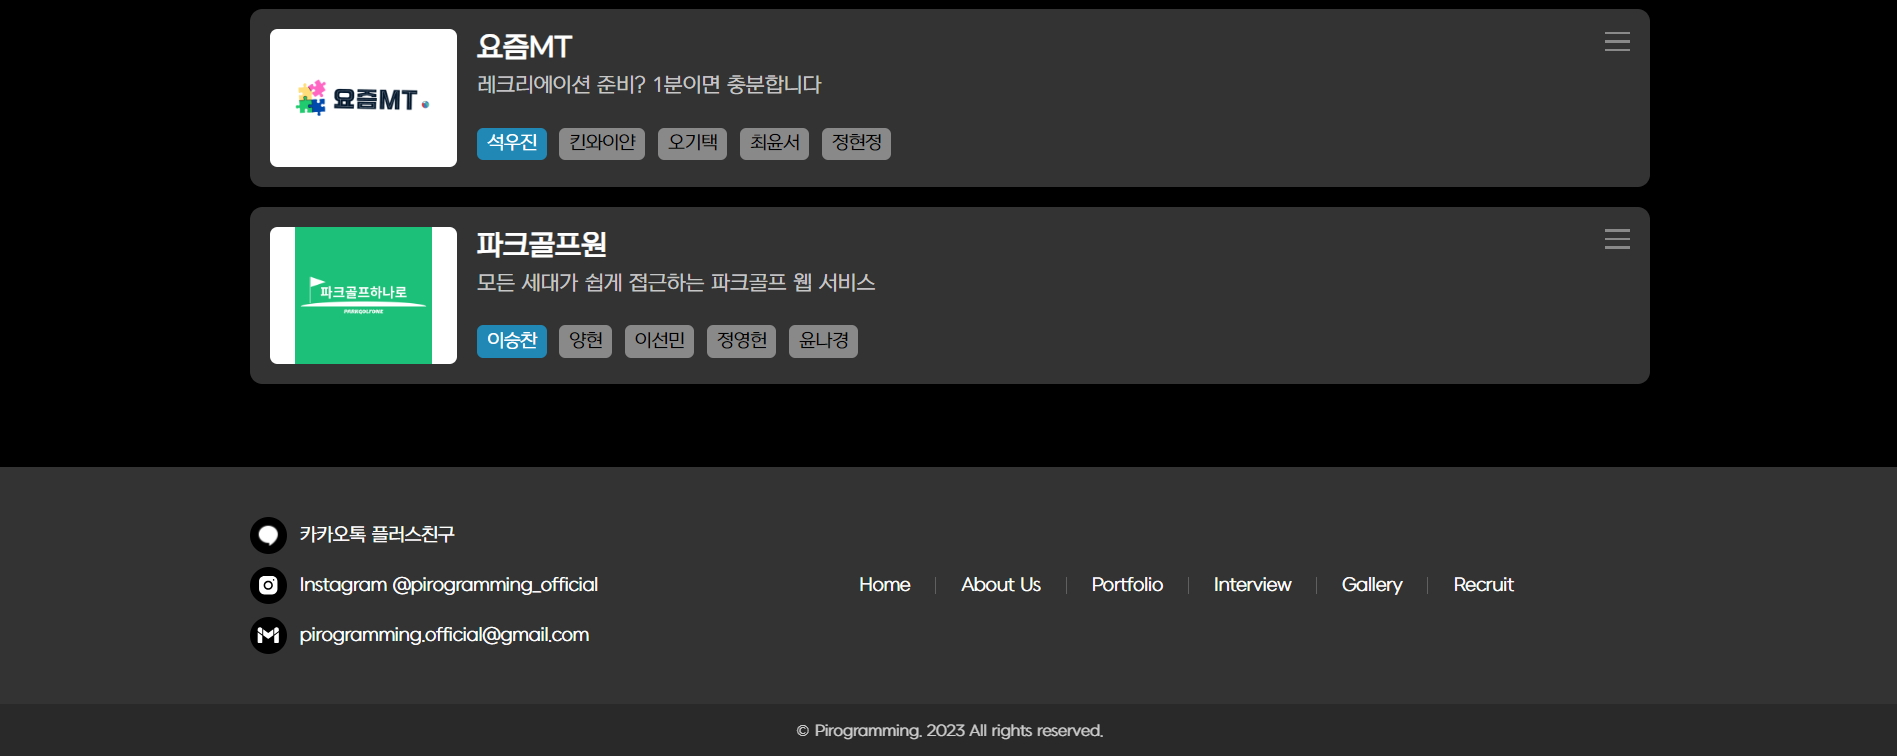 요즘MT
요즘MT
레크리에이션 준비? 1분이면 충분합니다
석우진 킨와이얀 오기택 최윤서 정현정
파크골프하나로
PARKGOLFONE
파크골프원
모든 세대가 쉽게 접근하는 파크골프 웹 서비스
이승찬 양현 이선민 정영헌 윤나경
카카오톡 플러스친구
Instagram @pirogramming_official
pirogramming.official@gmail.com
Home About Us Portfolio Interview Gallery Recruit
© Pirogramming. 2023 All rights reserved.